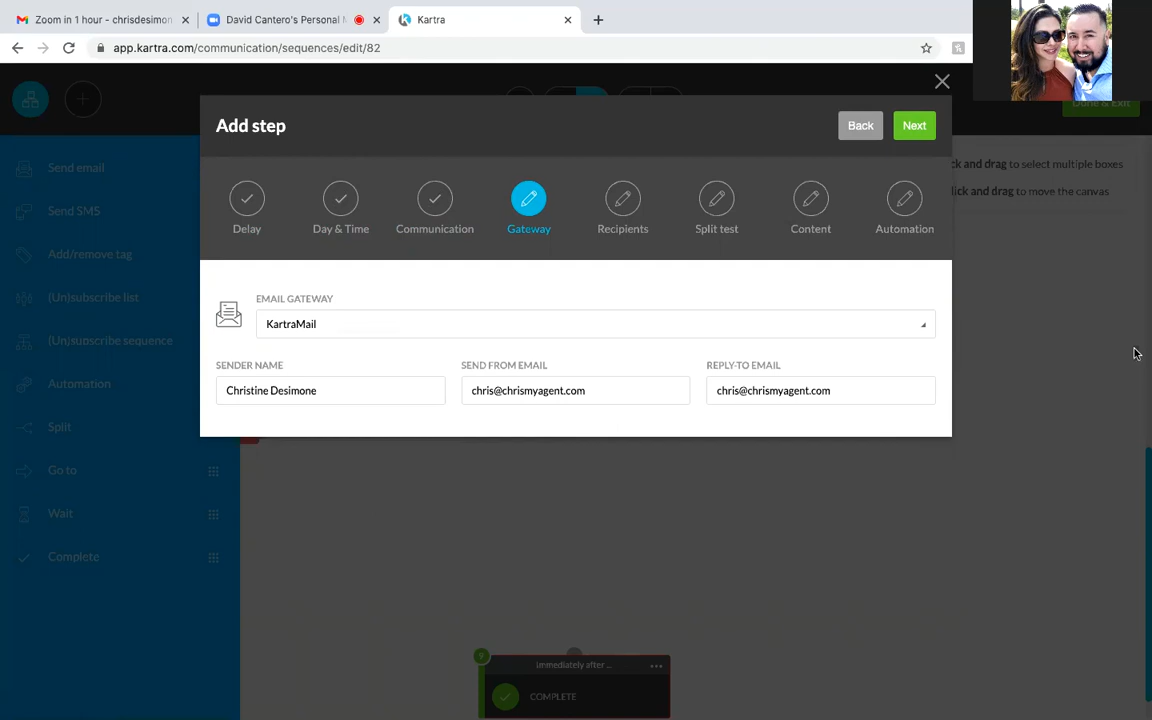 Zoom in 1 hour - chrisdesimon
David Cantero's Personal M
Kartra
app.kartra.com/communication/sequences/edit/82
Done & Exit
Add step
Back
Next
Send email
Send SMS
Add/remove tag
(Un)subscribe list
(Un)subscribe sequence
Automation
Split
Go to
Wait
Complete
ck and drag to select multiple boxes
lick and drag to move the canvas
Delay
Day & Time
Communication
Gateway
Recipients
Split test
Content
Automation
EMAIL GATEWAY
KartraMail
SENDER NAME
SEND FROM EMAIL
REPLY-TO EMAIL
Christine Desimone
chris@chrismyagent.com
chris@chrismyagent.com
Immediately after ...
COMPLETE